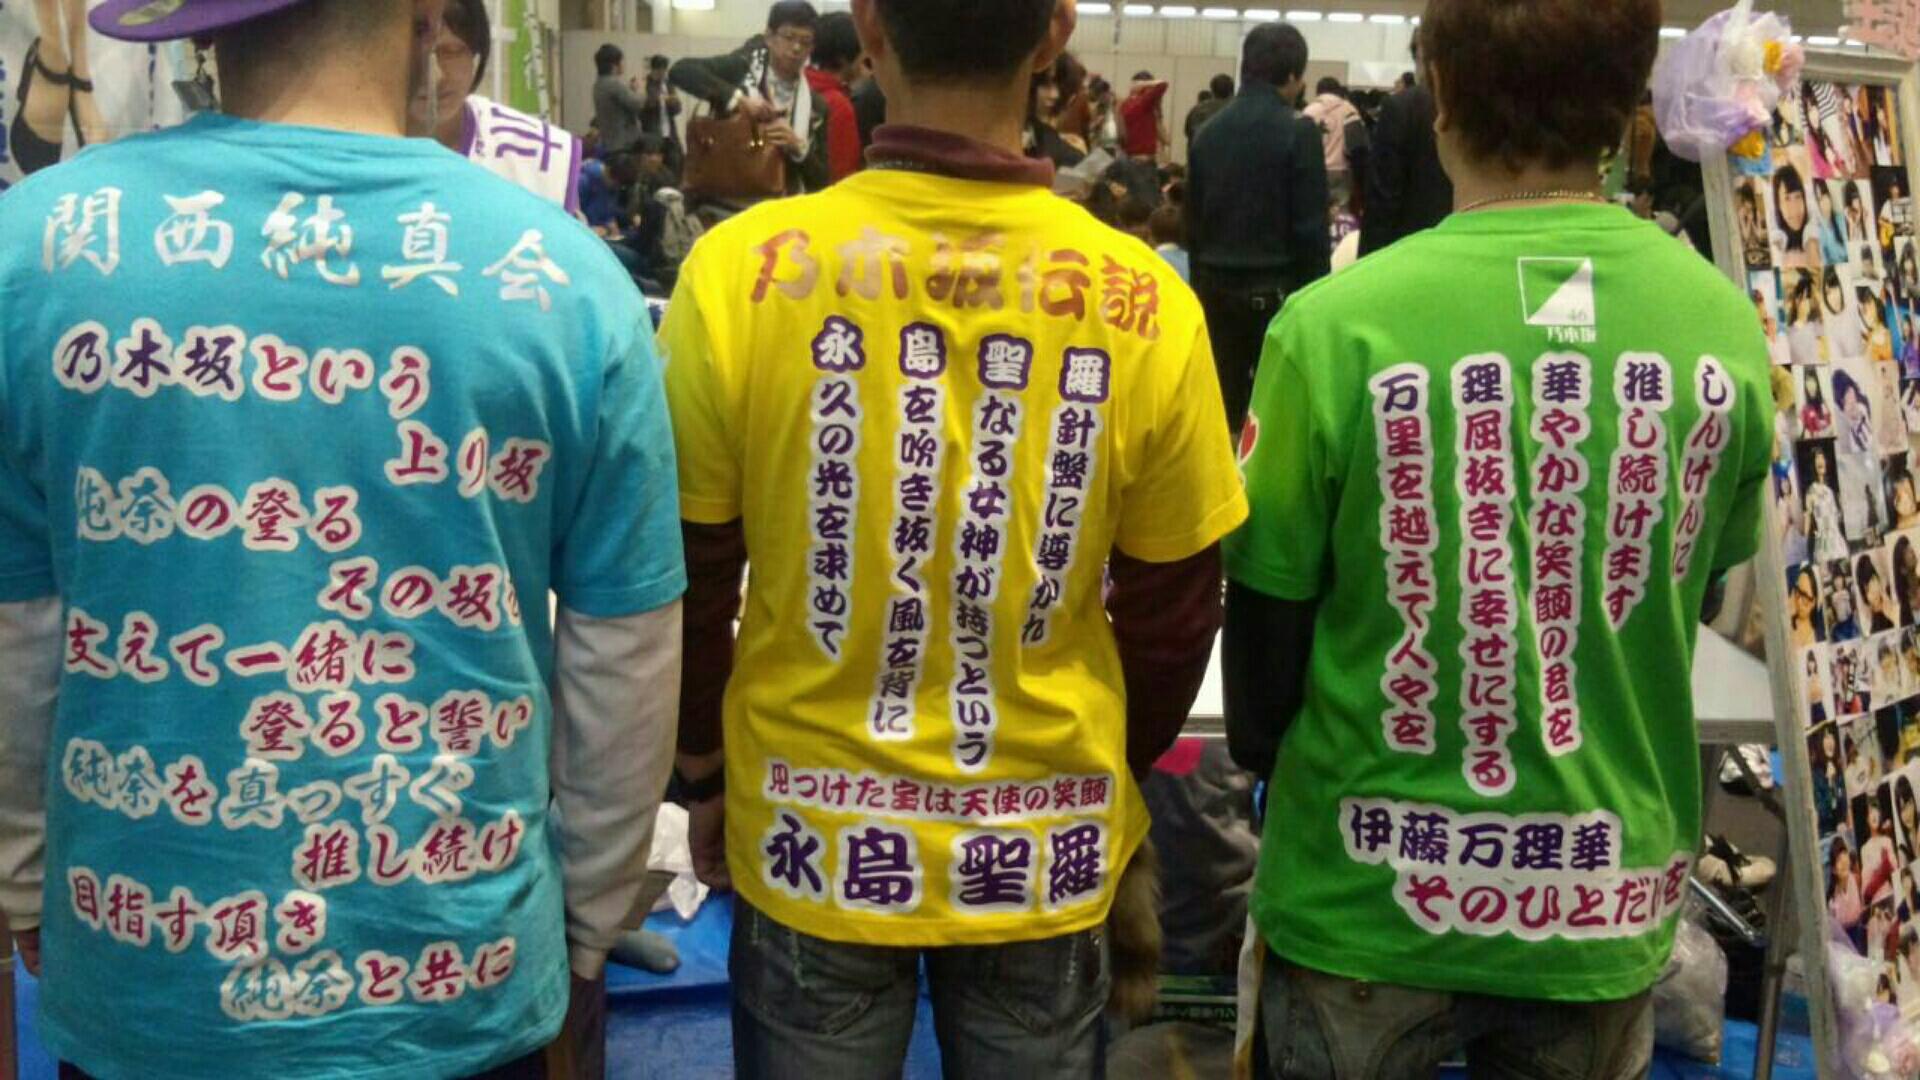 関西純真会
乃木坂という
上り坂
純奈の登る
その坂を
支えて一緒に
登ると誓い
純奈を真っすぐ
推し続け
目指す頂き
純奈と共に
乃木坂伝説
羅針盤に導かれ
聖なる女神が持つという
島を吹き抜く風を背に
永久の光を求めて
見つけた宝は天使の笑顔
永島聖羅
46
乃木坂
しんけんに
推し続けます
華やかな笑顔の君を
理屈抜きに幸せにする
万里を越えて人々を
伊藤万理華
そのひとだけを